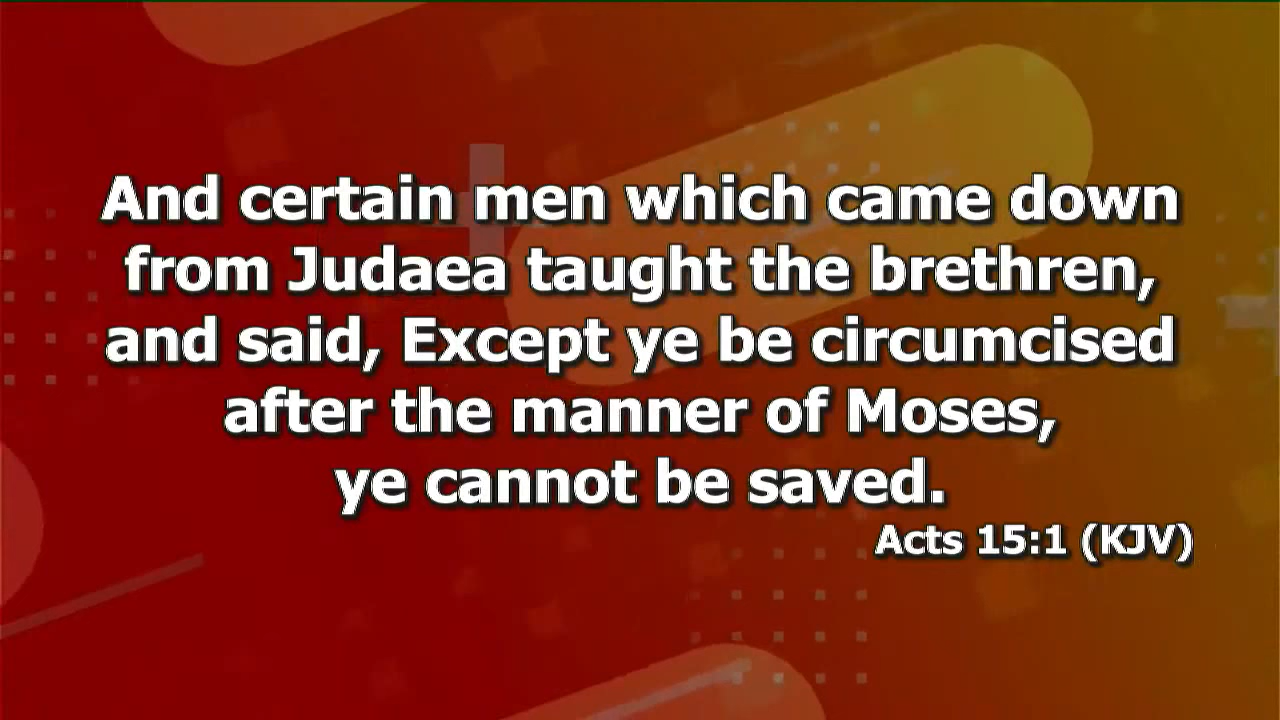 And certain men which came down
from Judaea taught the brethren,
and said, Except ye be circumcised
after the manner of Moses,
ye cannot be saved.
Acts 15:1 (KJV)